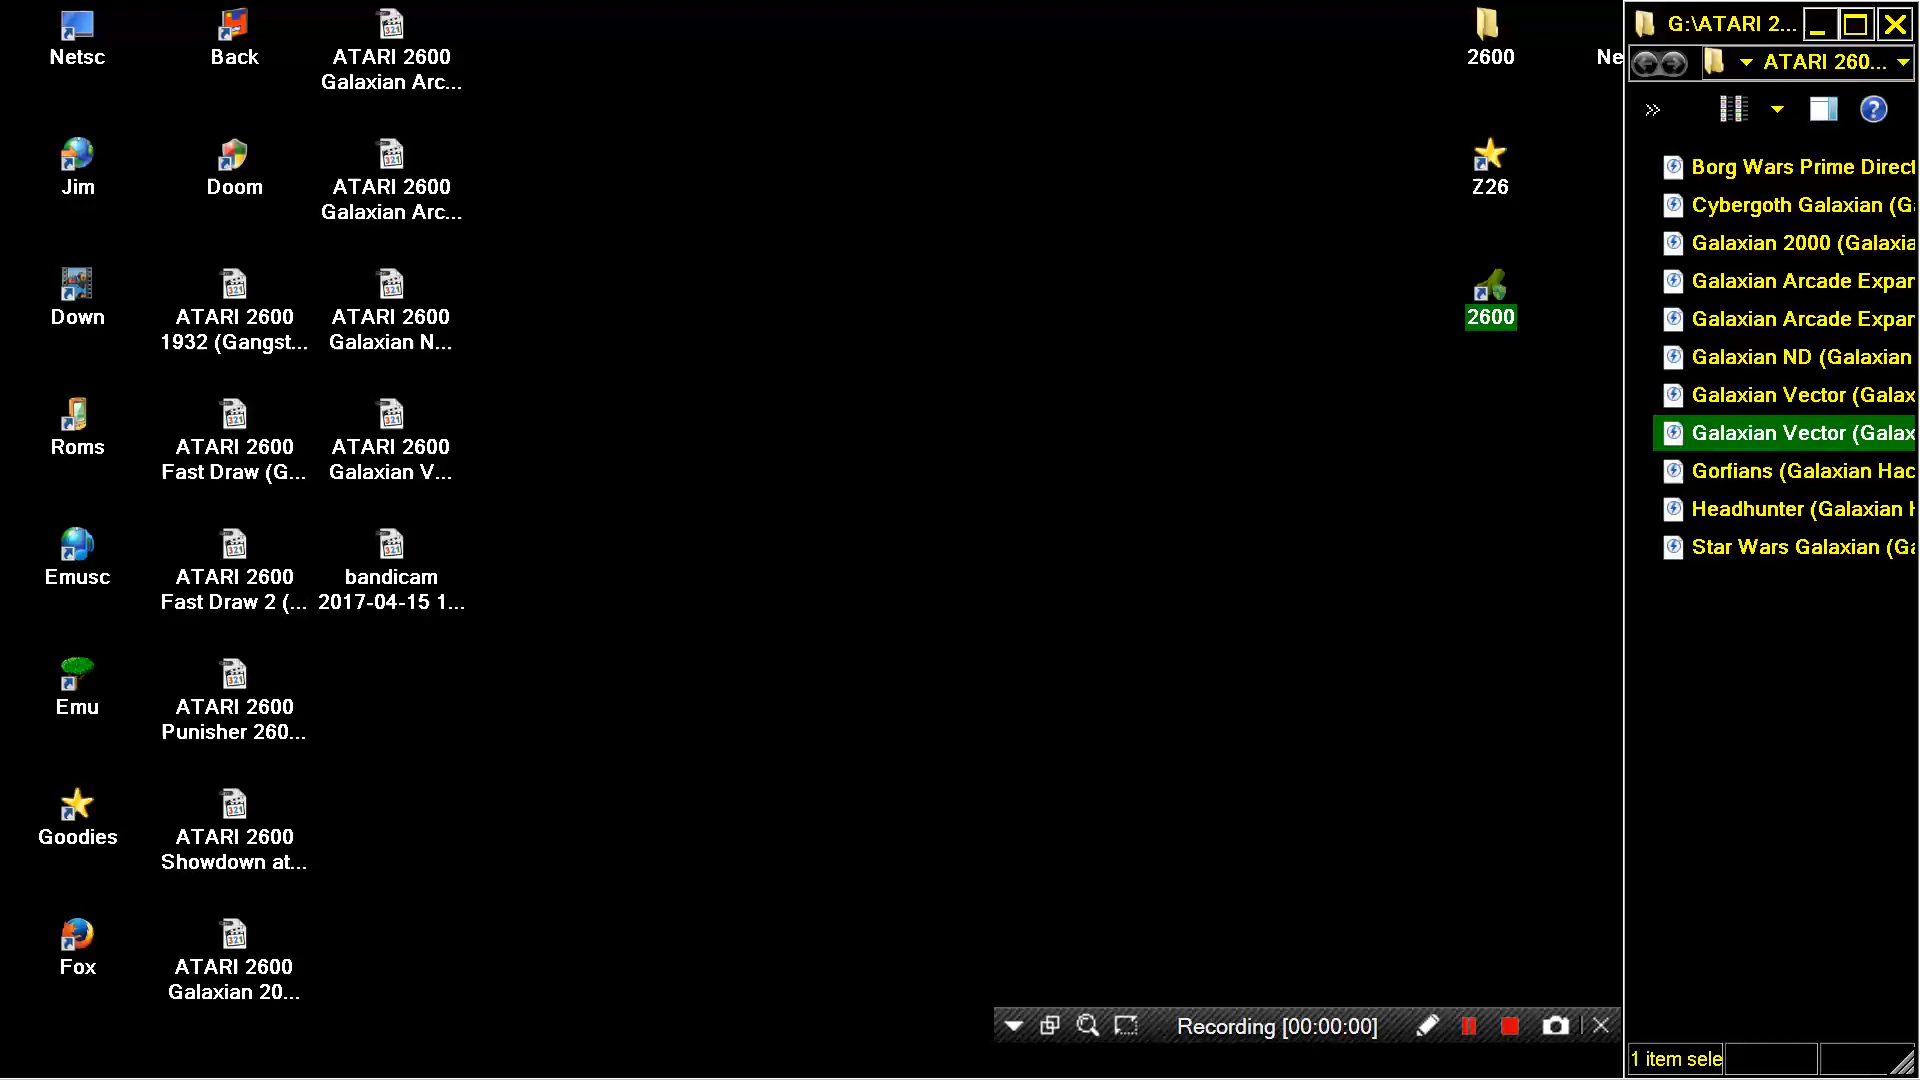 Netsc
Back
ATARI 2600
Galaxian Arc...
2600
Ne
Jim
Doom
ATARI 2600
Galaxian Arc...
Z26
Down
ATARI 2600
1932 (Gangst...
ATARI 2600
Galaxian N...
2600
Roms
ATARI 2600
Fast Draw (G...
ATARI 2600
Galaxian V...
Emusc
ATARI 2600
Fast Draw 2 (...
bandicam
2017-04-15 1...
Emu
ATARI 2600
Punisher 260...
Goodies
ATARI 2600
Showdown at...
Fox
ATARI 2600
Galaxian 20...
Recording [00:00:00]
G:\ATARI 2...
ATARI 260...
»
?
Borg Wars Prime Direct
Cybergoth Galaxian (Ga
Galaxian 2000 (Galaxia
Galaxian Arcade Expan
Galaxian Arcade Expan
Galaxian ND (Galaxian
Galaxian Vector (Galax
Galaxian Vector (Galax
Gorfians (Galaxian Hac
Headhunter (Galaxian H
Star Wars Galaxian (Ga
1 item sele